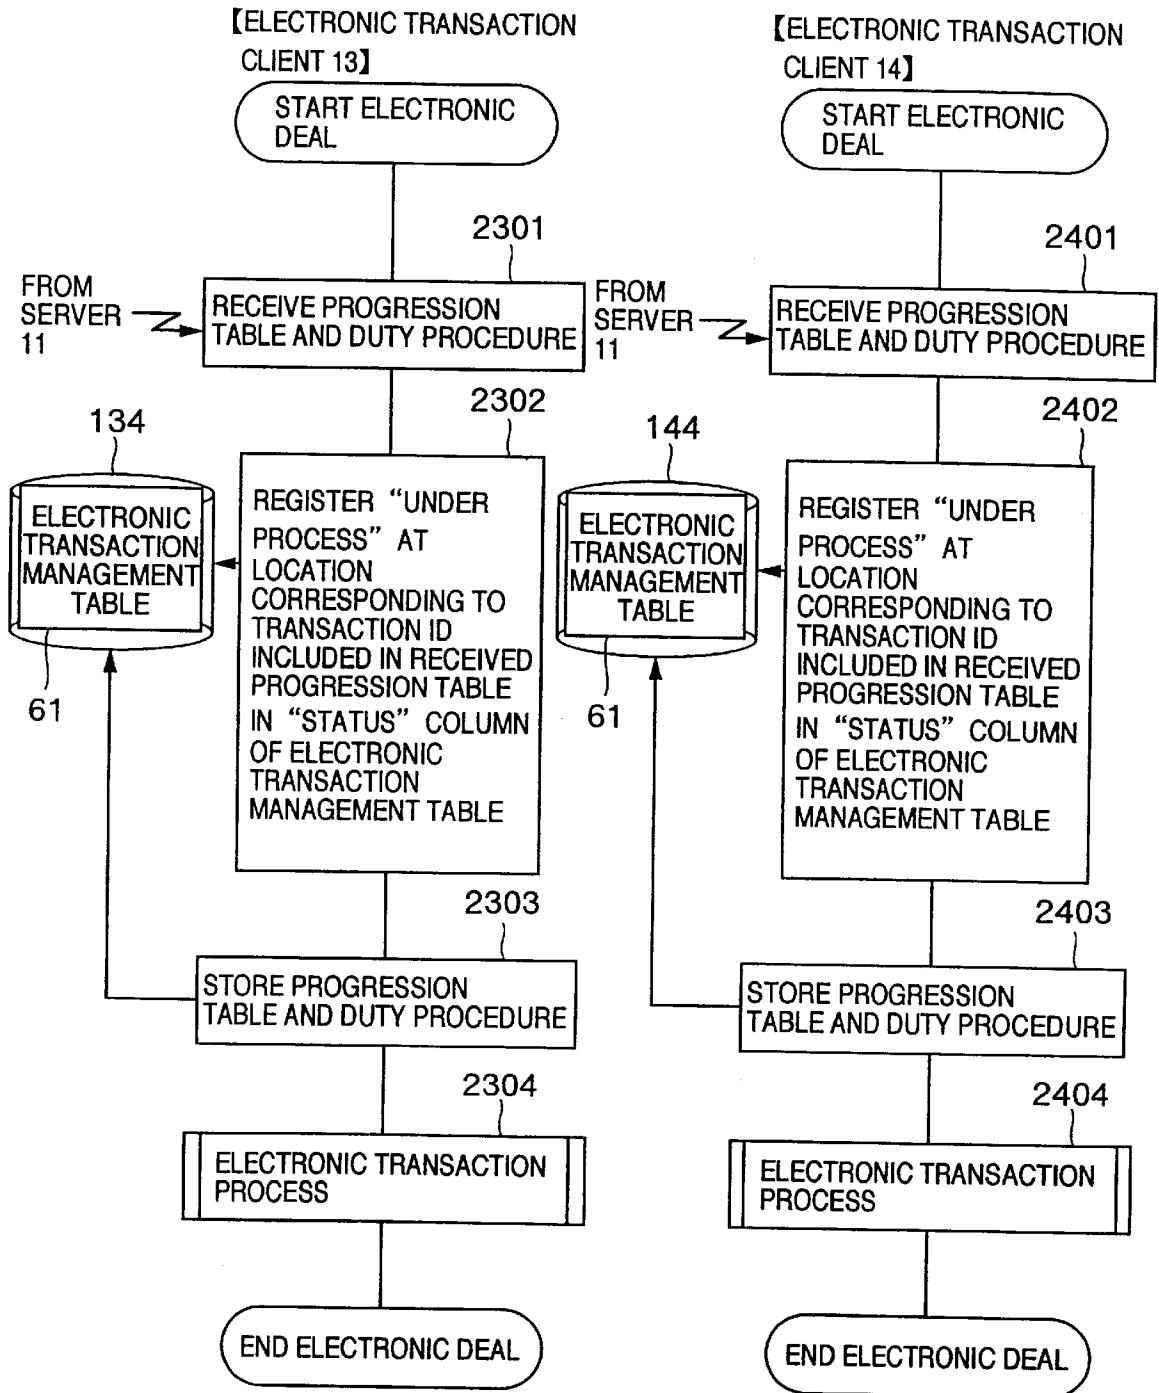 【ELECTRONIC TRANSACTION
CLIENT 13】
START ELECTRONIC
DEAL
2301
FROM
SERVER
11
RECEIVE PROGRESSION
TABLE AND DUTY PROCEDURE
2302
134
ELECTRONIC
TRANSACTION
MANAGEMENT
TABLE
61
REGISTER “UNDER
PROCESS” AT
LOCATION
CORRESPONDING TO
TRANSACTION ID
INCLUDED IN RECEIVED
PROGRESSION TABLE
IN “STATUS” COLUMN
OF ELECTRONIC
TRANSACTION
MANAGEMENT TABLE
2303
STORE PROGRESSION
TABLE AND DUTY PROCEDURE
2304
ELECTRONIC TRANSACTION
PROCESS
END ELECTRONIC DEAL
【ELECTRONIC TRANSACTION
CLIENT 14】
START ELECTRONIC
DEAL
2401
FROM
SERVER
11
RECEIVE PROGRESSION
TABLE AND DUTY PROCEDURE
2402
144
ELECTRONIC
TRANSACTION
MANAGEMENT
TABLE
61
REGISTER “UNDER
PROCESS” AT
LOCATION
CORRESPONDING TO
TRANSACTION ID
INCLUDED IN RECEIVED
PROGRESSION TABLE
IN “STATUS” COLUMN
OF ELECTRONIC
TRANSACTION
MANAGEMENT TABLE
2403
STORE PROGRESSION
TABLE AND DUTY PROCEDURE
2404
ELECTRONIC TRANSACTION
PROCESS
END ELECTRONIC DEAL